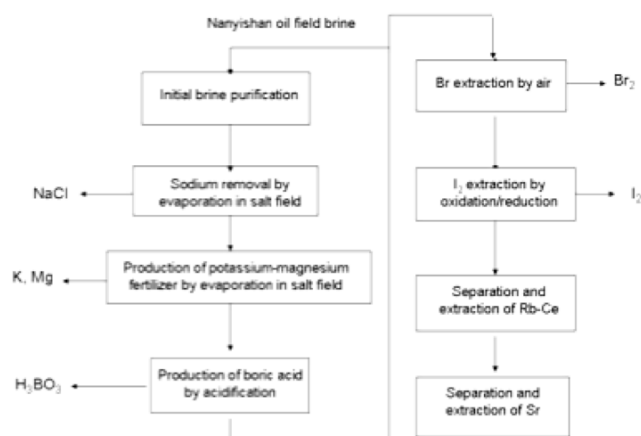 Nanyishan oil field brine
Initial brine purification
NaCl
Sodium removal by
evaporation in salt field
K, Mg
Production of potassium-magnesium
fertilizer by evaporation in salt field
H₃BO₃
Production of boric acid
by acidification
Br extraction by air
Br₂
I₂ extraction by
oxidation/reduction
I₂
Separation and
extraction of Rb-Ce
Separation and
extraction of Sr